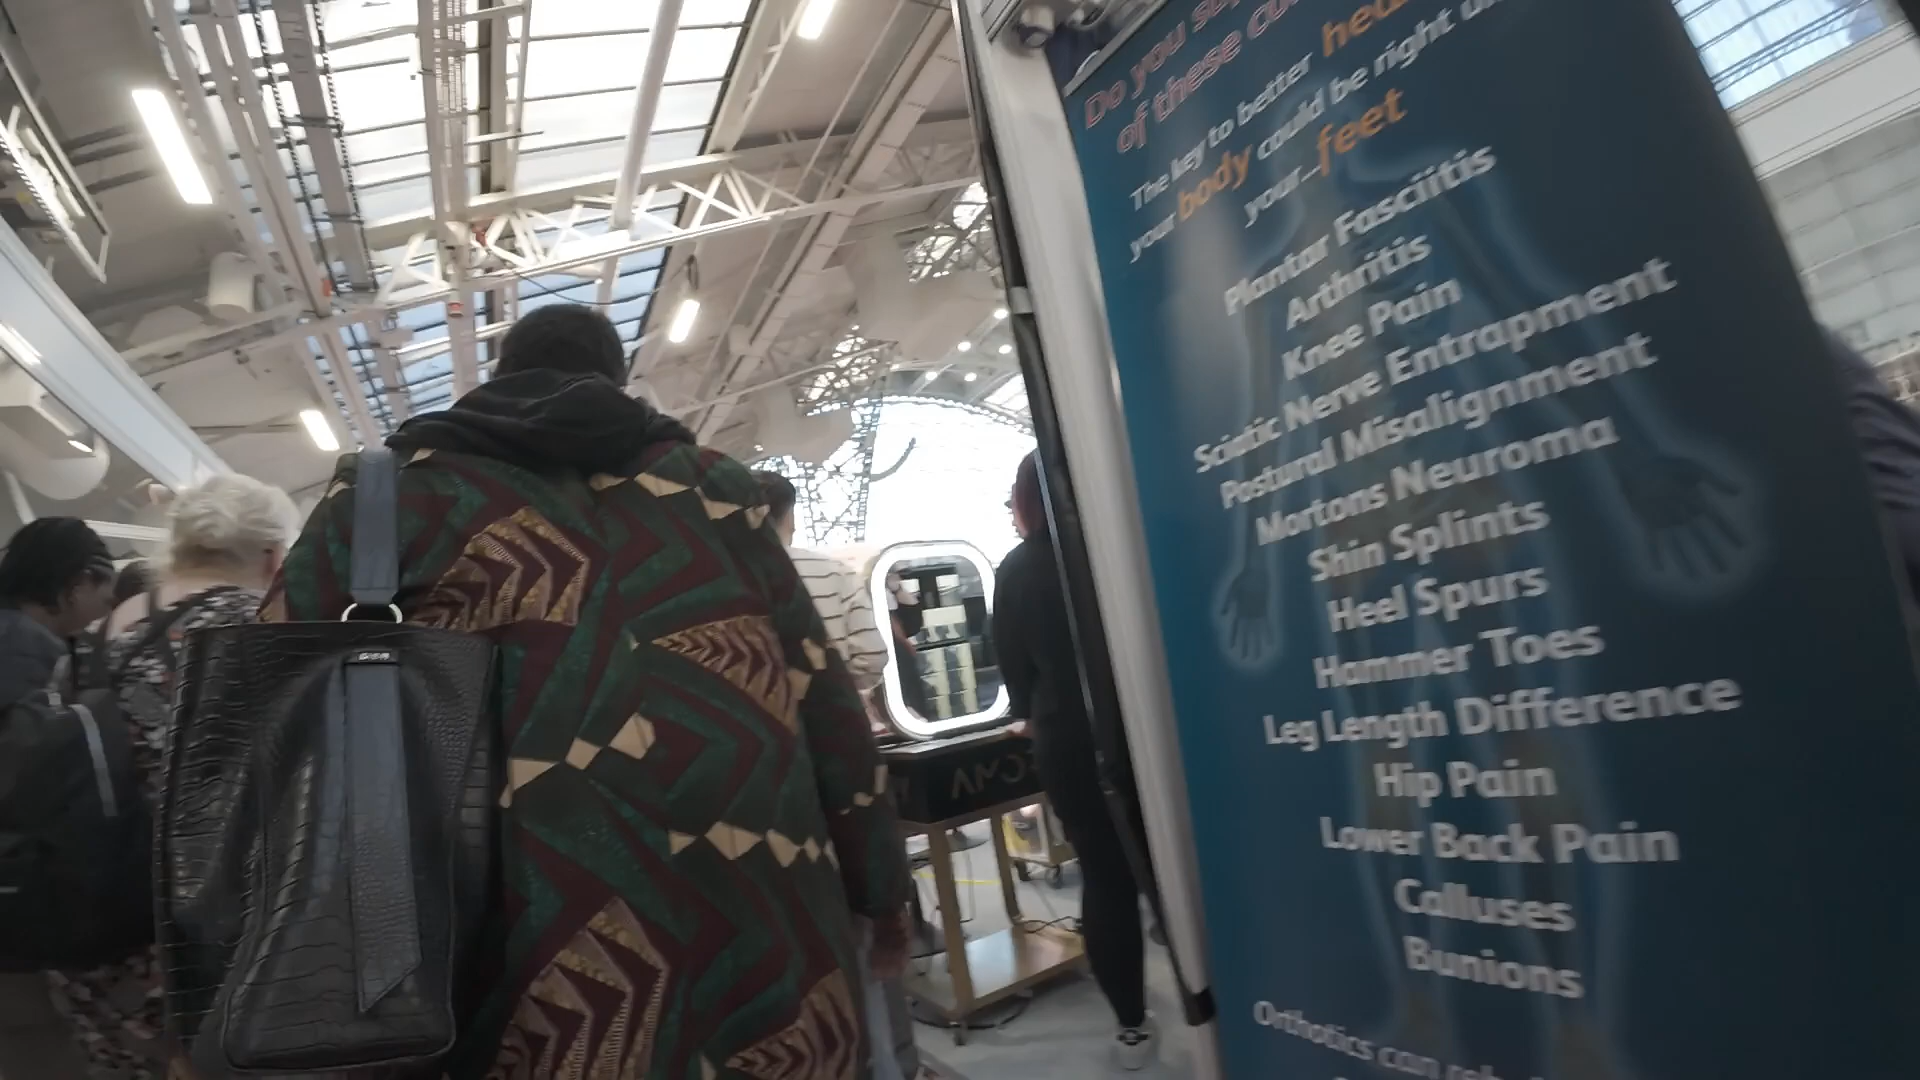 Do you
of these
The key to better
your body could be right
your...feet
Plantar Fasciitis
Arthritis
Knee Pain
Sciatic Nerve Entrapment
Postural Misalignment
Mortons Neuroma
Shin Splints
Heel Spurs
Hammer Toes
Leg Length Difference
Hip Pain
Lower Back Pain
Calluses
Bunions
Orthotics can